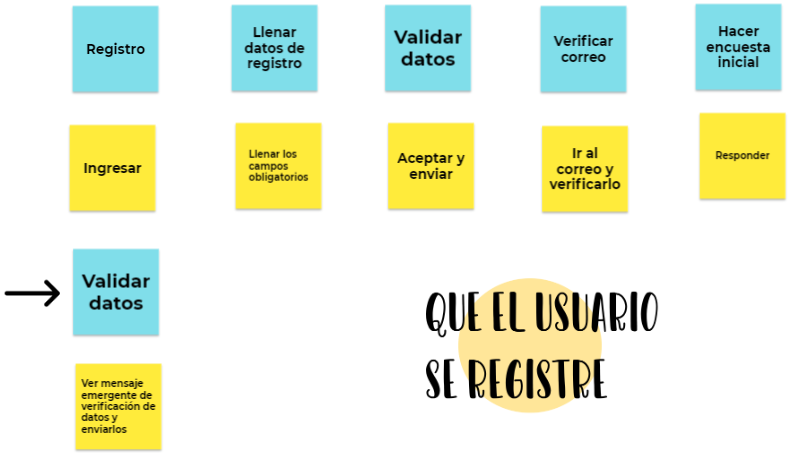 Registro
Llenar
datos de
registro
Validar
datos
Verificar
correo
Hacer
encuesta
inicial
Ingresar
Llenar los
campos
obligatorios
Aceptar y
enviar
Ir al
correo y
verificarlo
Responder
Validar
datos
Ver mensaje
emergente de
verificación de
datos y
enviarlos
QUE EL USUARIO
SE REGISTRE